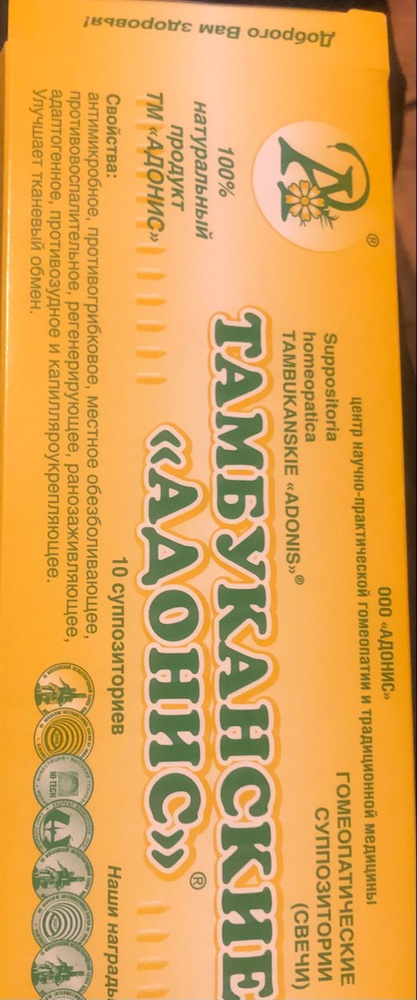 Доброго Вам здоровья!
ООО «АДОНИС»
центр научно-практической гомеопатии и традиционной медицины
®
Suppositoria
homeopatica
TAMBUKANSKIE «ADONIS»®
ГОМЕОПАТИЧЕСКИЕ
СУППОЗИТОРИИ
(СВЕЧИ)
ТАМБУКАНСКИЕ
«АДОНИС»®
100%
натуральный
продукт
ТМ «АДОНИС»
10 суппозиториев
Наши награды
Свойства:
антимикробное, противогрибковое, местное обезболивающее,
противовоспалительное, регенерирующее, ранозаживляющее,
адаптогенное, противозудное и капилляроукрепляющее.
Улучшает тканевый обмен.
HI-TECH